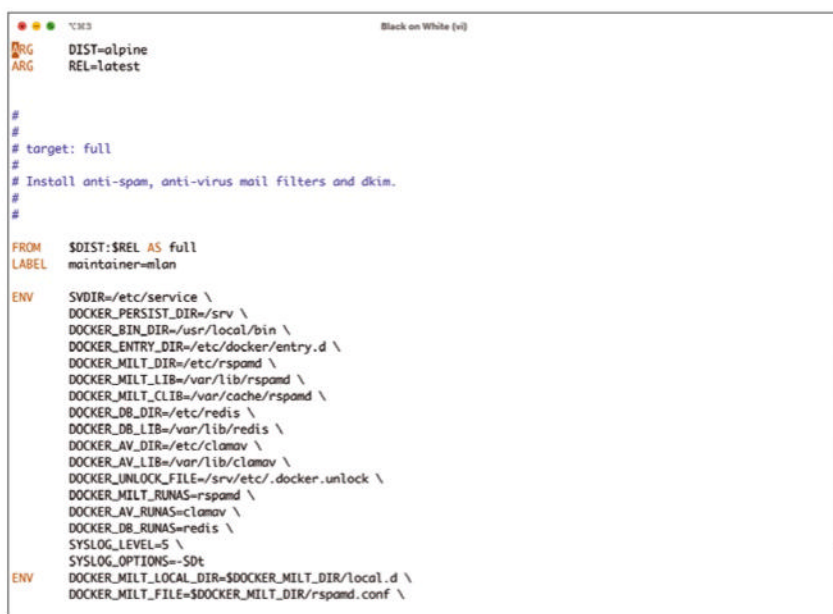 ⌥⌘3 Black on White (vi)
ARG DIST=alpine
ARG REL=latest
#
#
# target: full
#
# Install anti-spam, anti-virus mail filters and dkim.
#
#
FROM $DIST:$REL AS full
LABEL maintainer=mlan
ENV SVDIR=/etc/service \
DOCKER_PERSIST_DIR=/srv \
DOCKER_BIN_DIR=/usr/local/bin \
DOCKER_ENTRY_DIR=/etc/docker/entry.d \
DOCKER_MILT_DIR=/etc/rspamd \
DOCKER_MILT_LIB=/var/lib/rspamd \
DOCKER_MILT_CLIB=/var/cache/rspamd \
DOCKER_DB_DIR=/etc/redis \
DOCKER_DB_LIB=/var/lib/redis \
DOCKER_AV_DIR=/etc/clamav \
DOCKER_AV_LIB=/var/lib/clamav \
DOCKER_UNLOCK_FILE=/srv/etc/.docker.unlock \
DOCKER_MILT_RUNAS=rspamd \
DOCKER_AV_RUNAS=clamav \
DOCKER_DB_RUNAS=redis \
SYSLOG_LEVEL=5 \
SYSLOG_OPTIONS=-SDt
ENV DOCKER_MILT_LOCAL_DIR=$DOCKER_MILT_DIR/local.d \
DOCKER_MILT_FILE=$DOCKER_MILT_DIR/rspamd.conf \